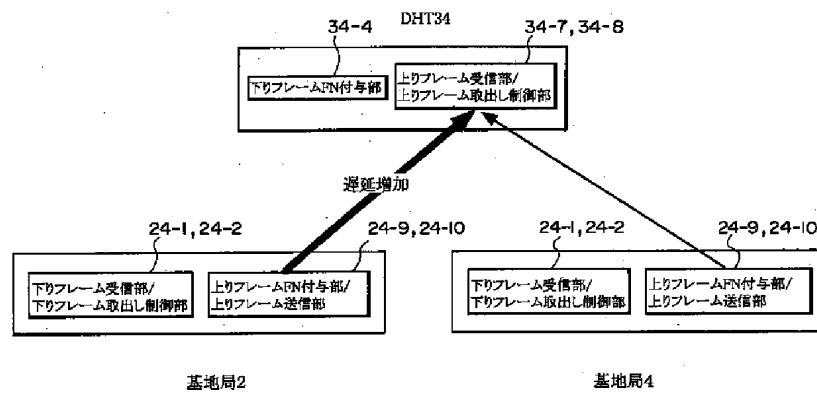 DHT34
34-4
34-7, 34-8
下りフレームFN付与部
上りフレーム受信部/
上りフレーム取出し制御部
遅延増加
24-1, 24-2
24-9, 24-10
24-1, 24-2
24-9, 24-10
下りフレーム受信部/
下りフレーム取出し制御部
上りフレームFN付与部/
上りフレーム送信部
下りフレーム受信部/
下りフレーム取出し制御部
上りフレームFN付与部/
上りフレーム送信部
基地局2
基地局4